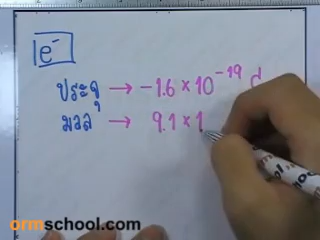 e⁻
ประจุ → -1.6 × 10⁻¹⁹ C
มวล → 9.1 × 1
ormschool.com